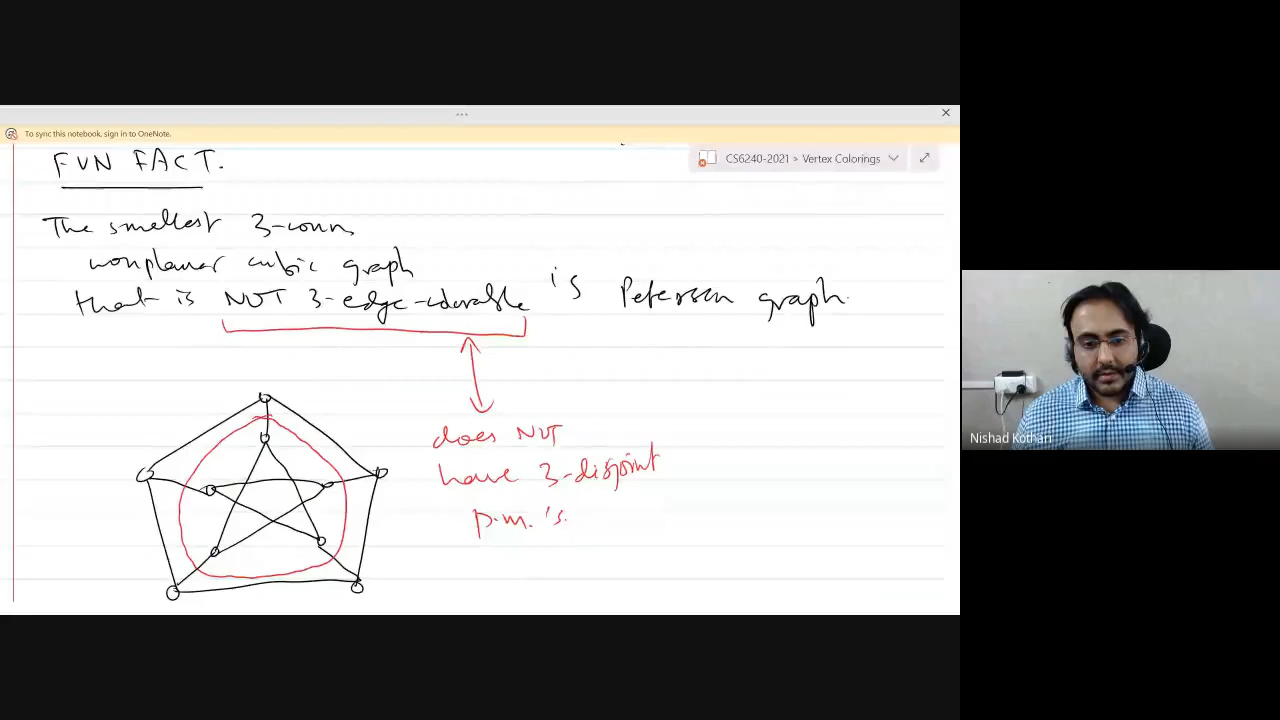 To sync this notebook, sign in to OneNote.
FUN FACT.
CS6240-2021 > Vertex Colorings
The smallest 3-conn
nonplanar cubic graph
that is NOT 3-edge-colorable is Petersen graph.
does NOT
have 3-disjoint
p.m.'s.
Nishad Kothari